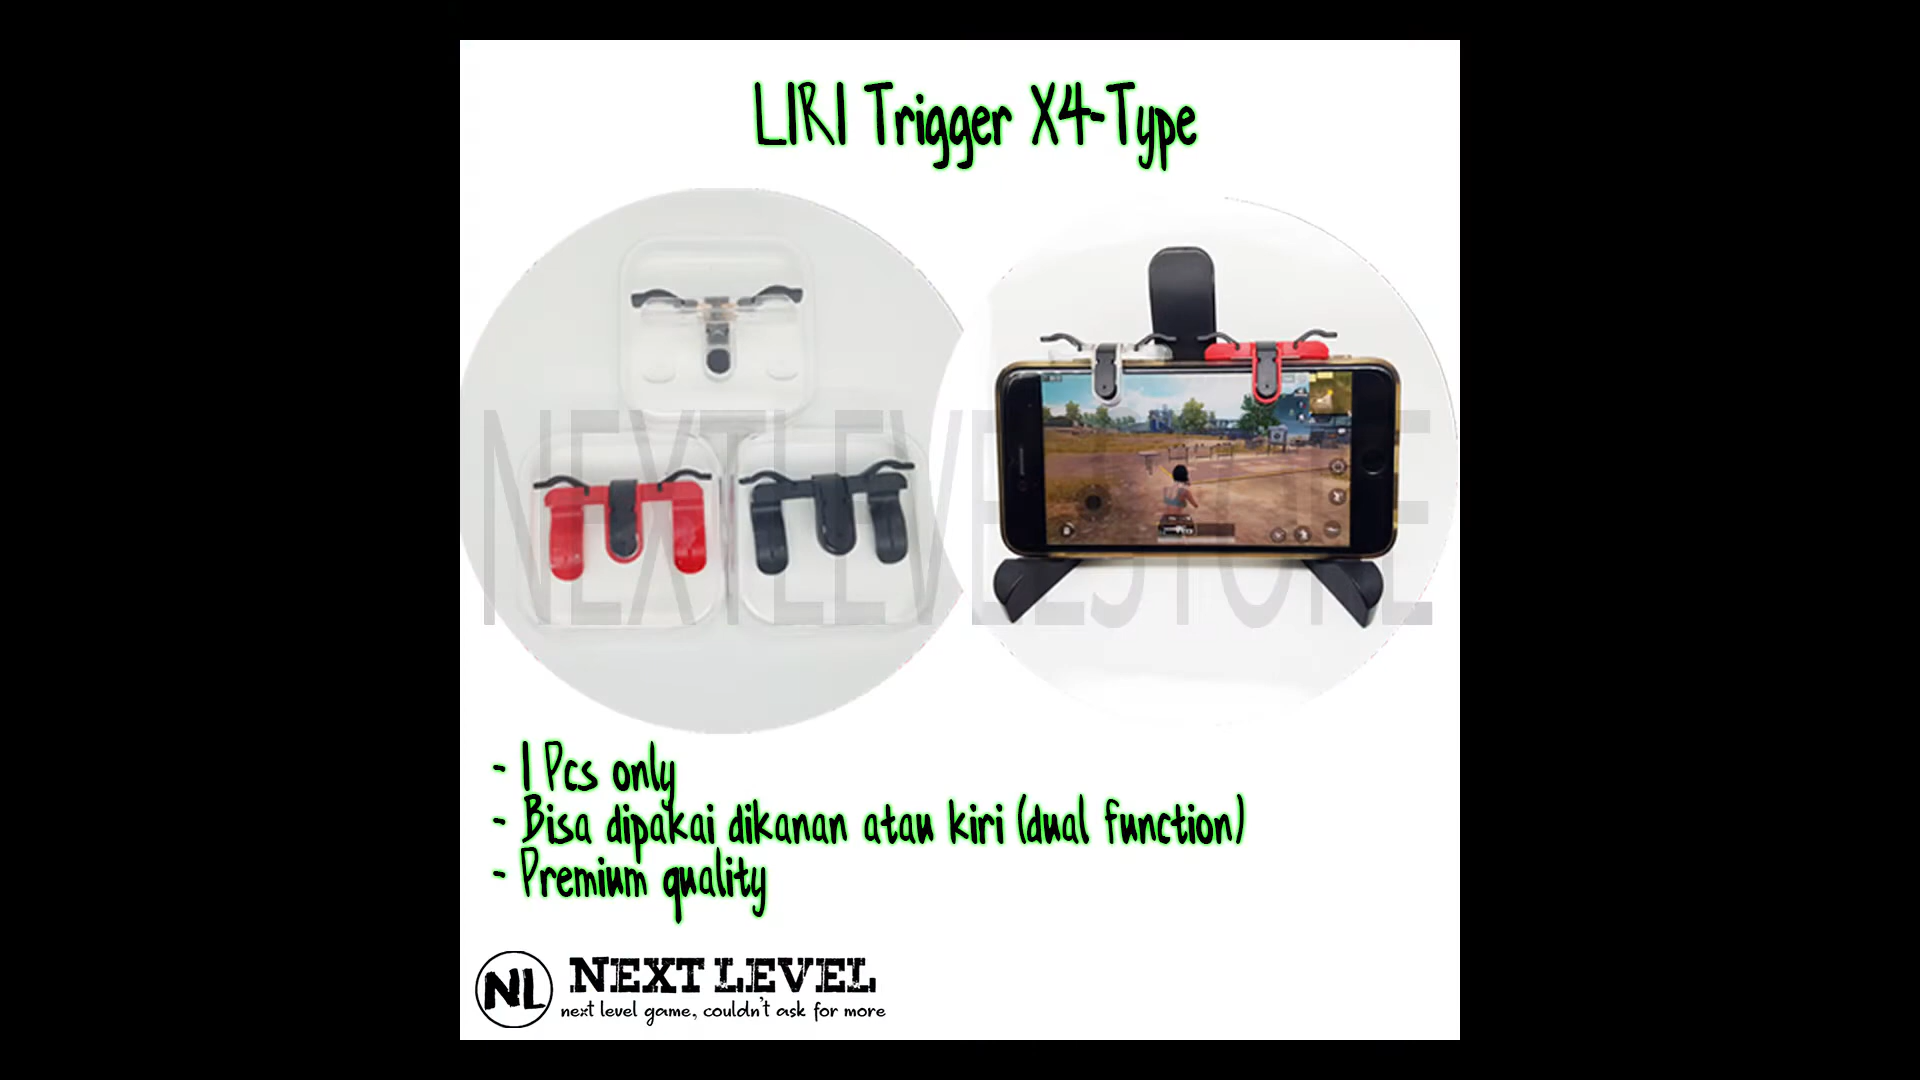 LIRI Trigger X4-Type
NEXTLEVELSTORE
- 1 Pcs only
- Bisa dipakai dikanan atau kiri (dual function)
- Premium quality
NL
NEXT LEVEL
next level game, couldn't ask for more